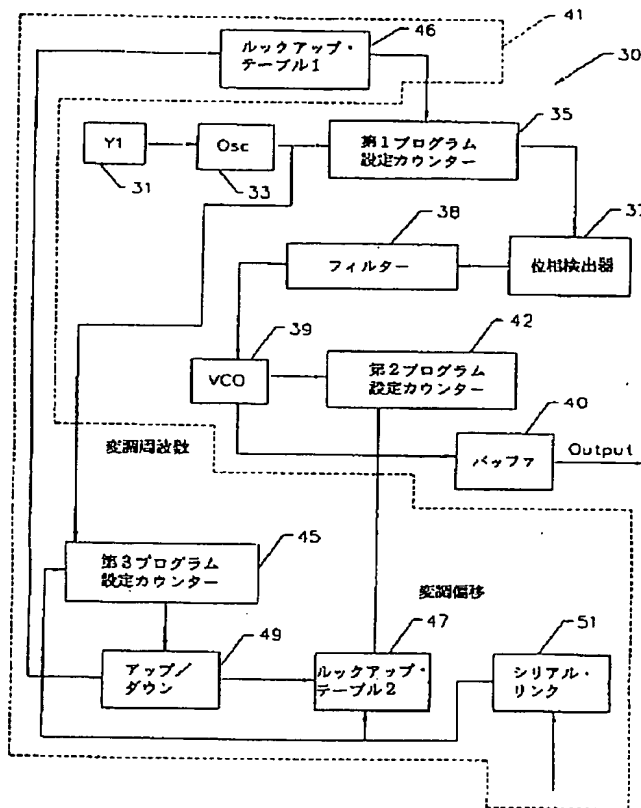 46
41
30
ルックアップ・
テーブル1
35
Y1
Osc
第1プログラム
設定カウンター
31
33
37
38
フィルター
位相検出器
42
39
VCO
第2プログラム
設定カウンター
40
変調周波数
バッファ
Output
45
第3プログラム
設定カウンター
変調偏移
49
47
51
アップ/
ダウン
ルックアップ・
テーブル2
シリアル・
リンク